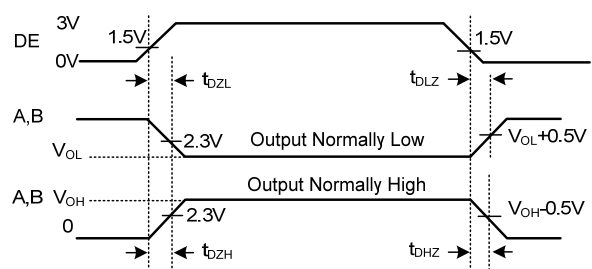 3V
DE 1.5V 1.5V
0V
tDZL tDLZ
A,B
2.3V Output Normally Low VOL+0.5V
VOL
Output Normally High
A,B VOH
2.3V VOH-0.5V
0
tDZH tDHZ